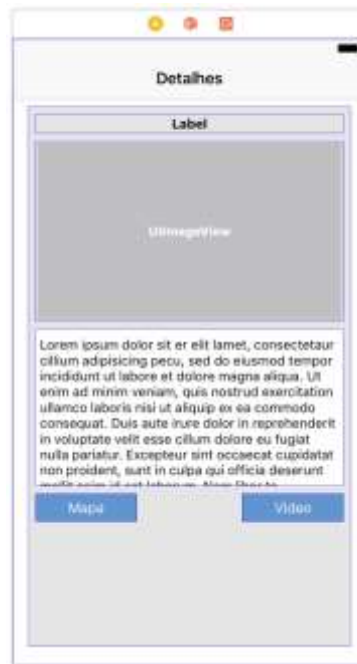 Detalhes
Label
UIImageView
Lorem ipsum dolor sit er elit lamet, consectetaur
cillium adipisicing pecu, sed do eiusmod tempor
incididunt ut labore et dolore magna aliqua. Ut
enim ad minim veniam, quis nostrud exercitation
ullamco laboris nisi ut aliquip ex ea commodo
consequat. Duis aute irure dolor in reprehenderit
in voluptate velit esse cillum dolore eu fugiat
nulla pariatur. Excepteur sint occaecat cupidatat
non proident, sunt in culpa qui officia deserunt
Mapa
Video